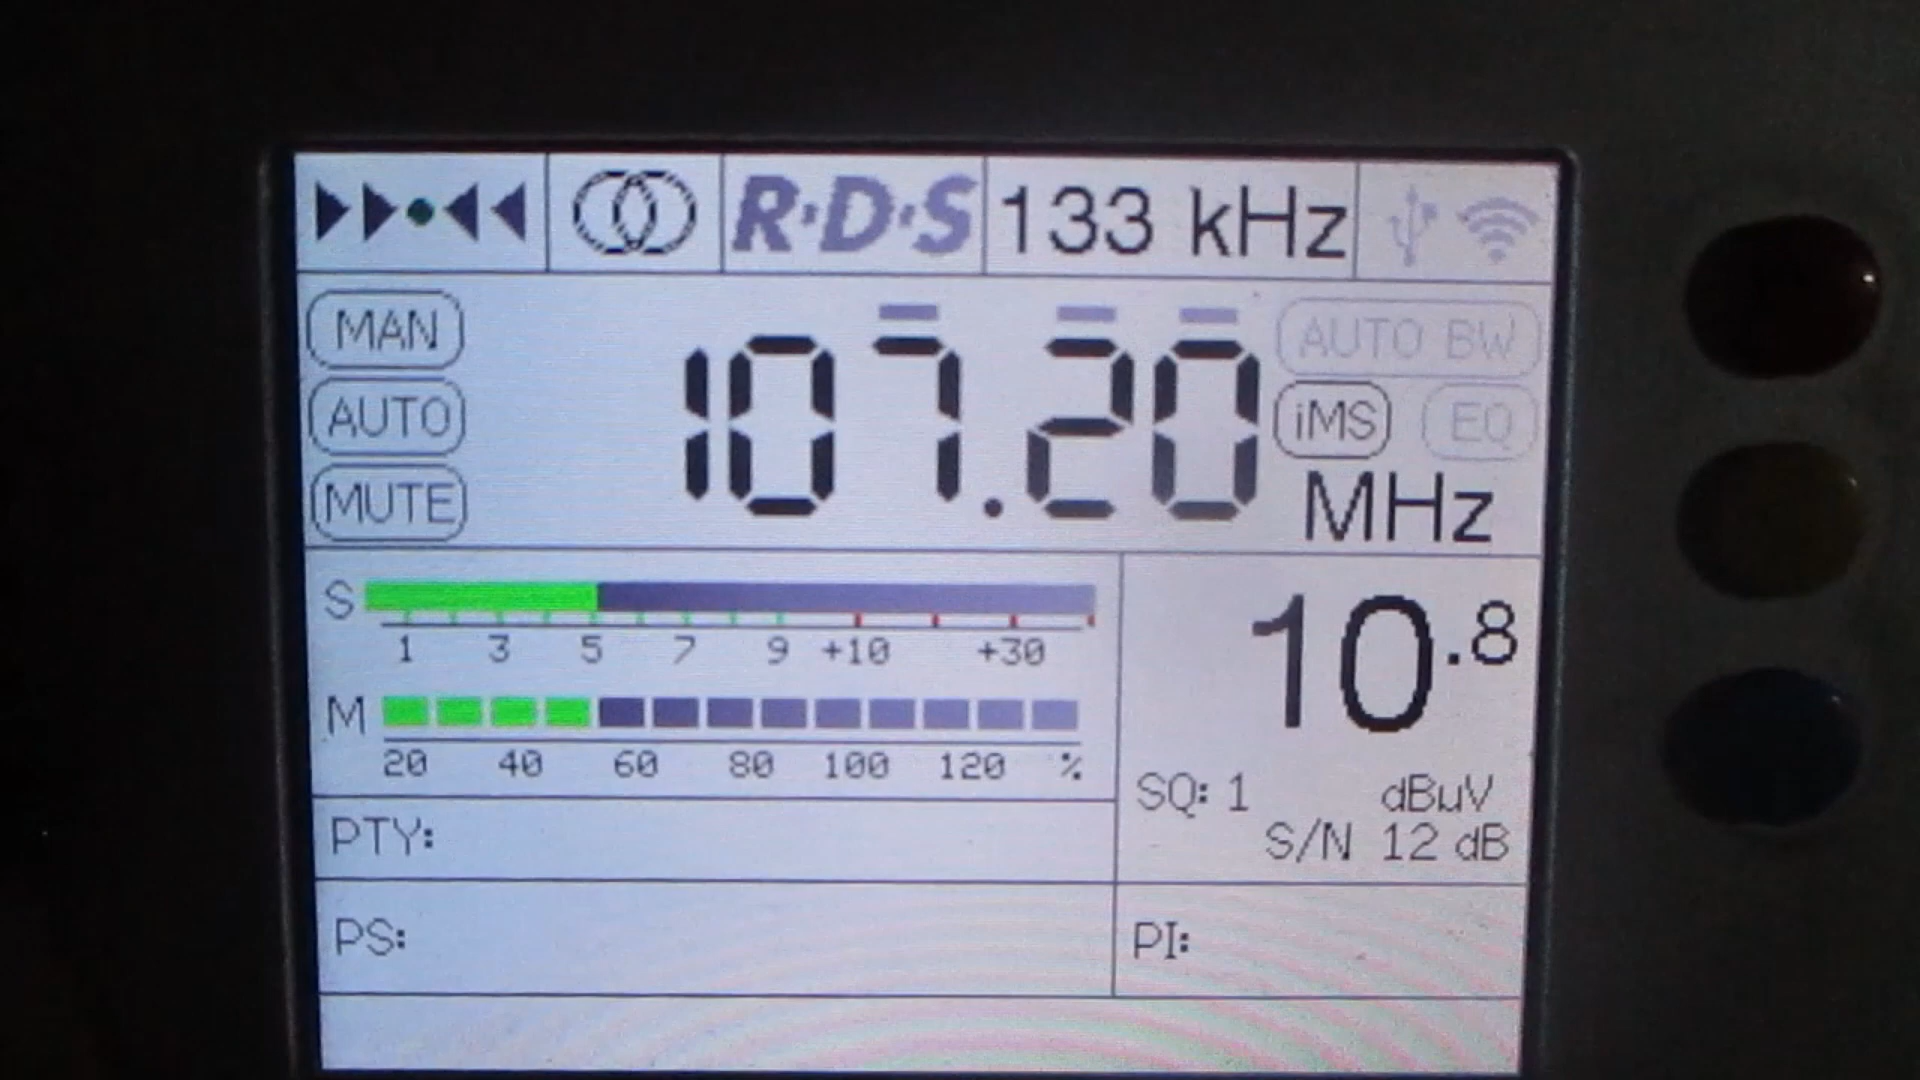 R·D·S 133 kHz
MAN
AUTO
MUTE
107.20 MHz
AUTO BW
iMS EQ
S
1 3 5 7 9 +10 +30
M
20 40 60 80 100 120 %
10.8
SQ: 1 dBµV
S/N 12 dB
PTY:
PS:
PI: